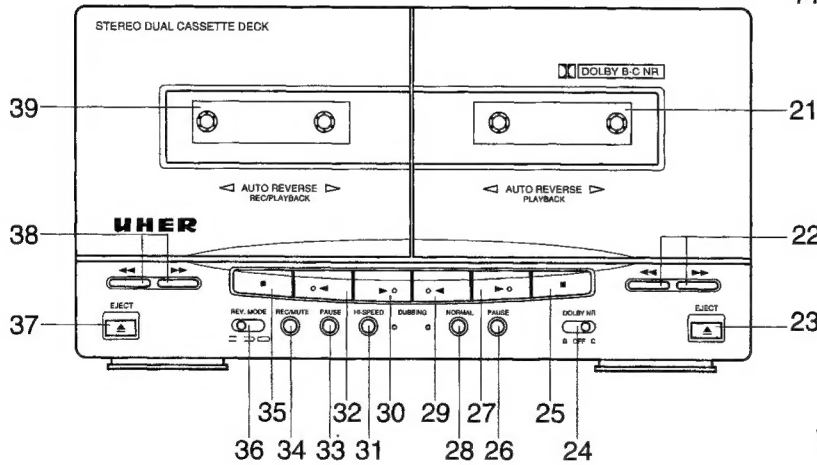 STEREO DUAL CASSETTE DECK
DOLBY B·C NR
39
21
AUTO REVERSE
REC/PLAYBACK
AUTO REVERSE
PLAYBACK
UHER
38
22
EJECT
EJECT
37
23
REV. MODE
REC/MUTE
PAUSE
HI-SPEED
DUBBING
NORMAL
PAUSE
DOLBY NR
B OFF C
35 32 30 29 27 25
36 34 33 31 28 26 24